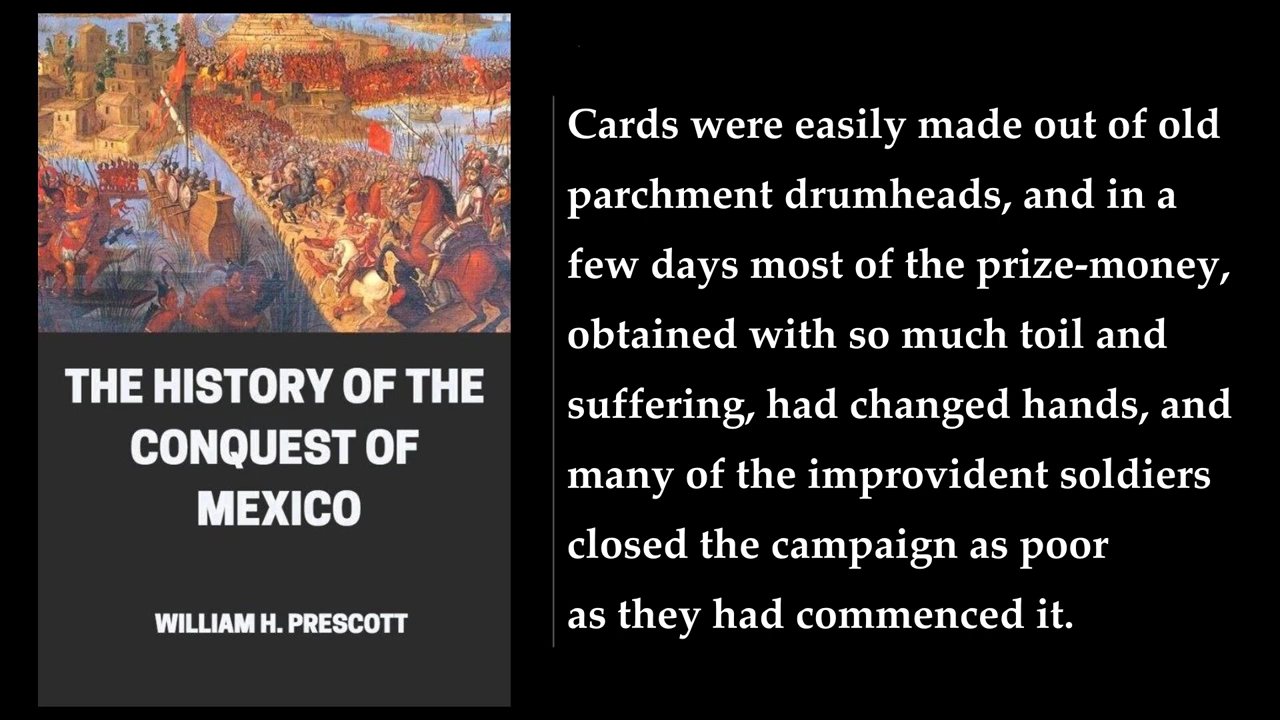 THE HISTORY OF THE
CONQUEST OF
MEXICO
WILLIAM H. PRESCOTT
Cards were easily made out of old
parchment drumheads, and in a
few days most of the prize-money,
obtained with so much toil and
suffering, had changed hands, and
many of the improvident soldiers
closed the campaign as poor
as they had commenced it.